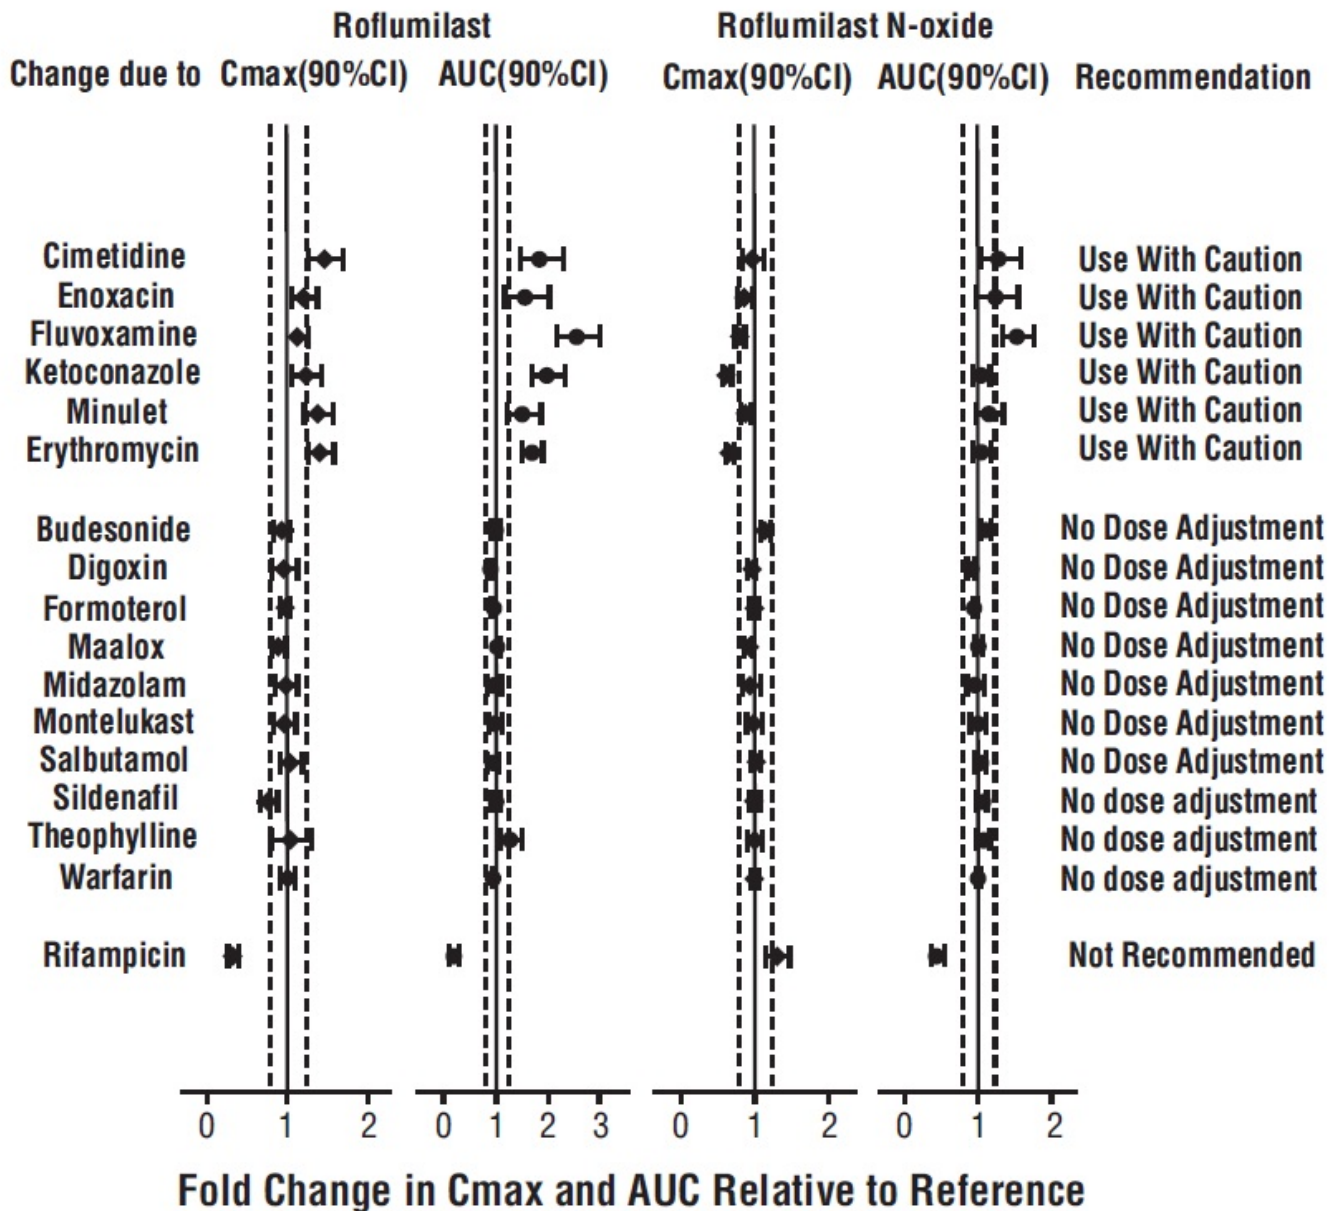 Roflumilast Roflumilast N-oxide
Change due to Cmax(90%CI) AUC(90%CI) Cmax(90%CI) AUC(90%CI) Recommendation
Cimetidine Use With Caution
Enoxacin Use With Caution
Fluvoxamine Use With Caution
Ketoconazole Use With Caution
Minulet Use With Caution
Erythromycin Use With Caution
Budesonide No Dose Adjustment
Digoxin No Dose Adjustment
Formoterol No Dose Adjustment
Maalox No Dose Adjustment
Midazolam No Dose Adjustment
Montelukast No Dose Adjustment
Salbutamol No Dose Adjustment
Sildenafil No dose adjustment
Theophylline No dose adjustment
Warfarin No dose adjustment
Rifampicin Not Recommended
0 1 2 0 1 2 3 0 1 2 0 1 2
Fold Change in Cmax and AUC Relative to Reference